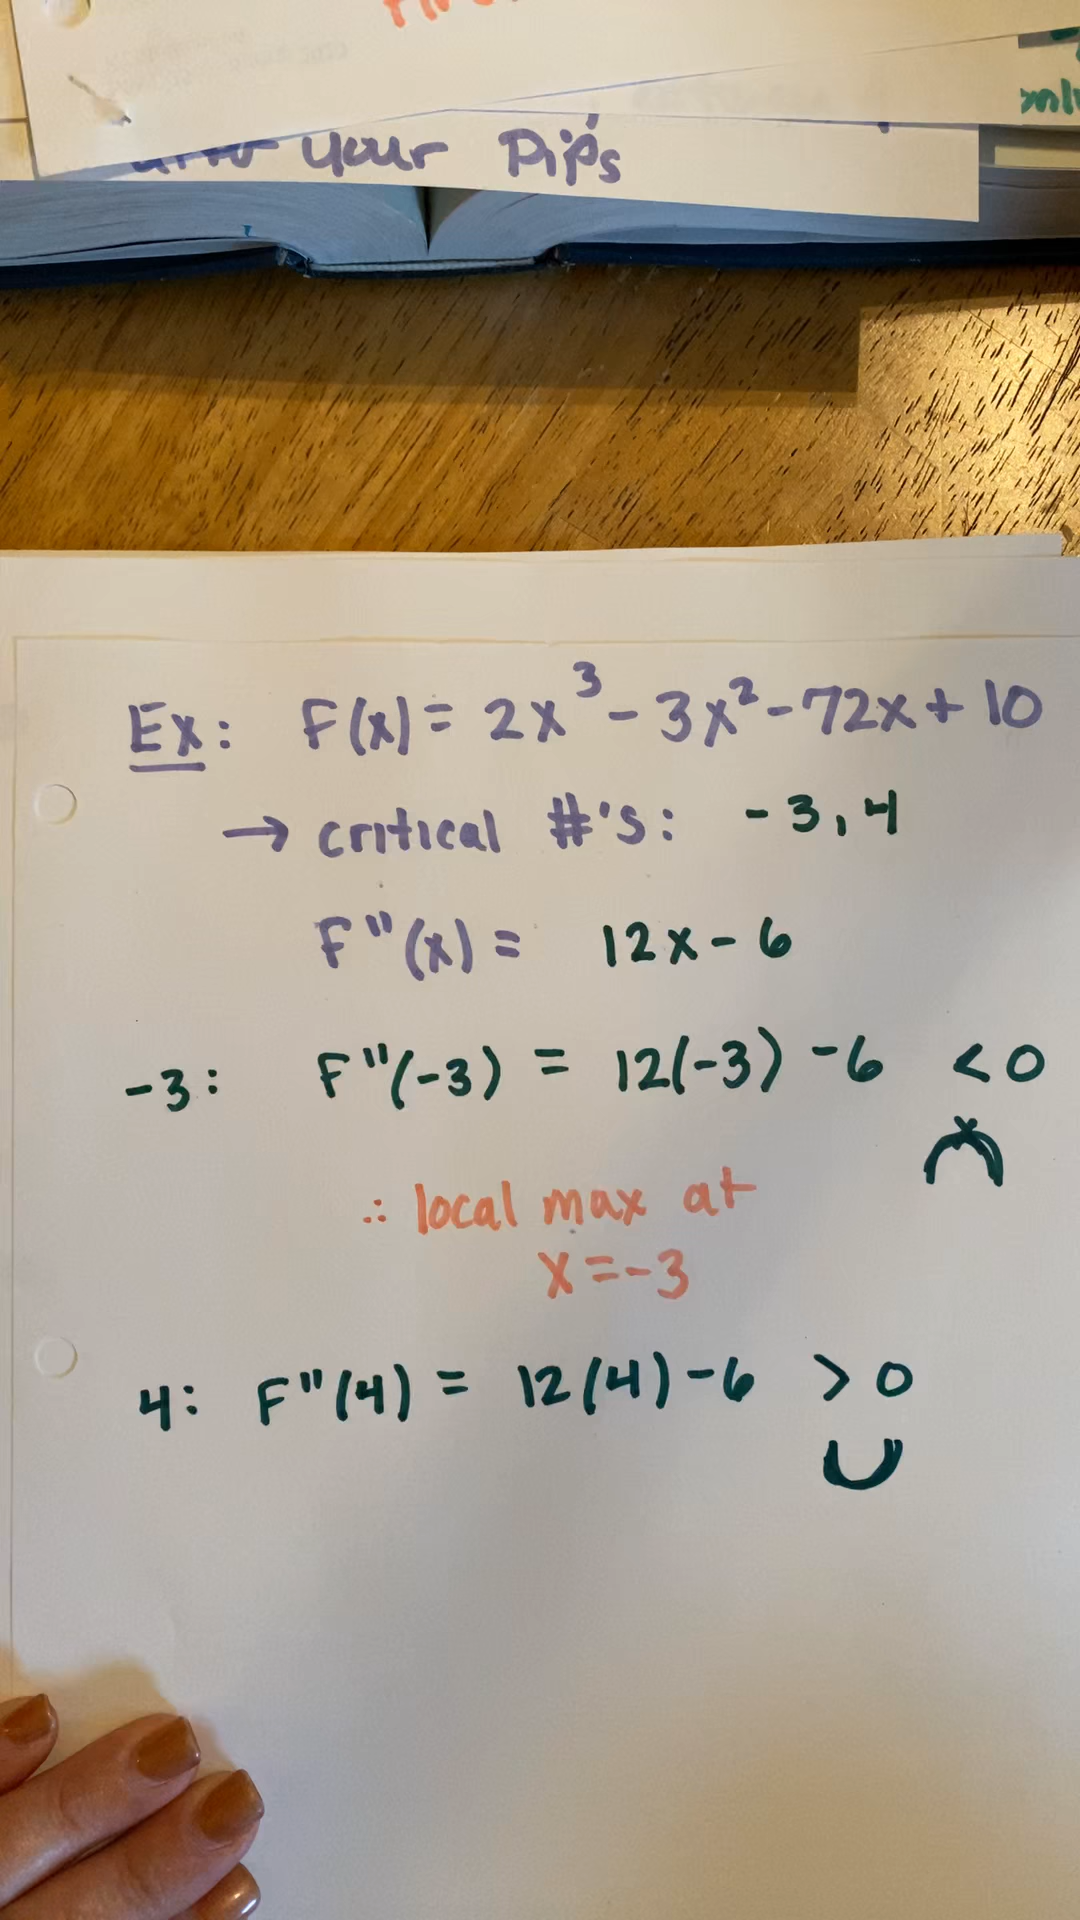 your Pips
Ex: F(x) = 2x³ - 3x² - 72x + 10
→ critical #'s: -3, 4
F"(x) = 12x - 6
-3: F"(-3) = 12(-3) - 6 < 0
∴ local max at
x = -3
4: F"(4) = 12(4) - 6 > 0